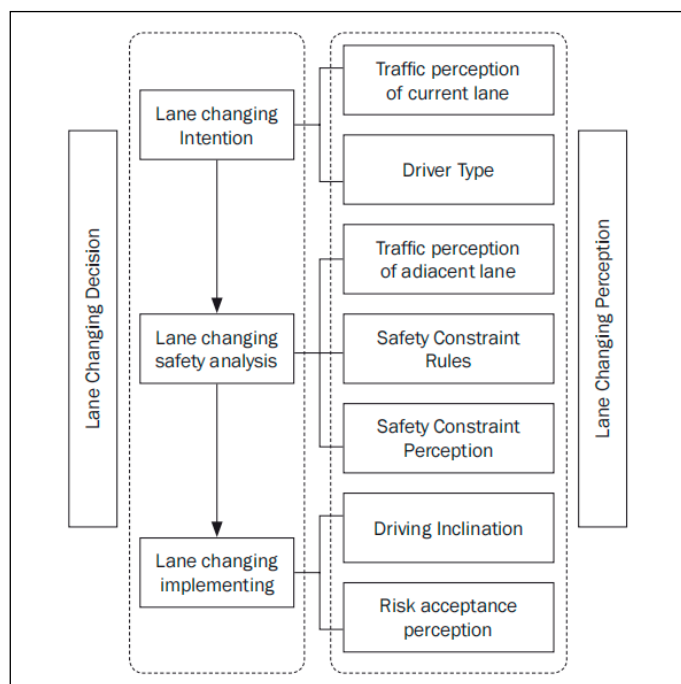 Lane Changing Decision
Lane changing
Intention
Lane changing
safety analysis
Lane changing
implementing
Traffic perception
of current lane
Driver Type
Traffic perception
of adiacent lane
Safety Constraint
Rules
Safety Constraint
Perception
Driving Inclination
Risk acceptance
perception
Lane Changing Perception